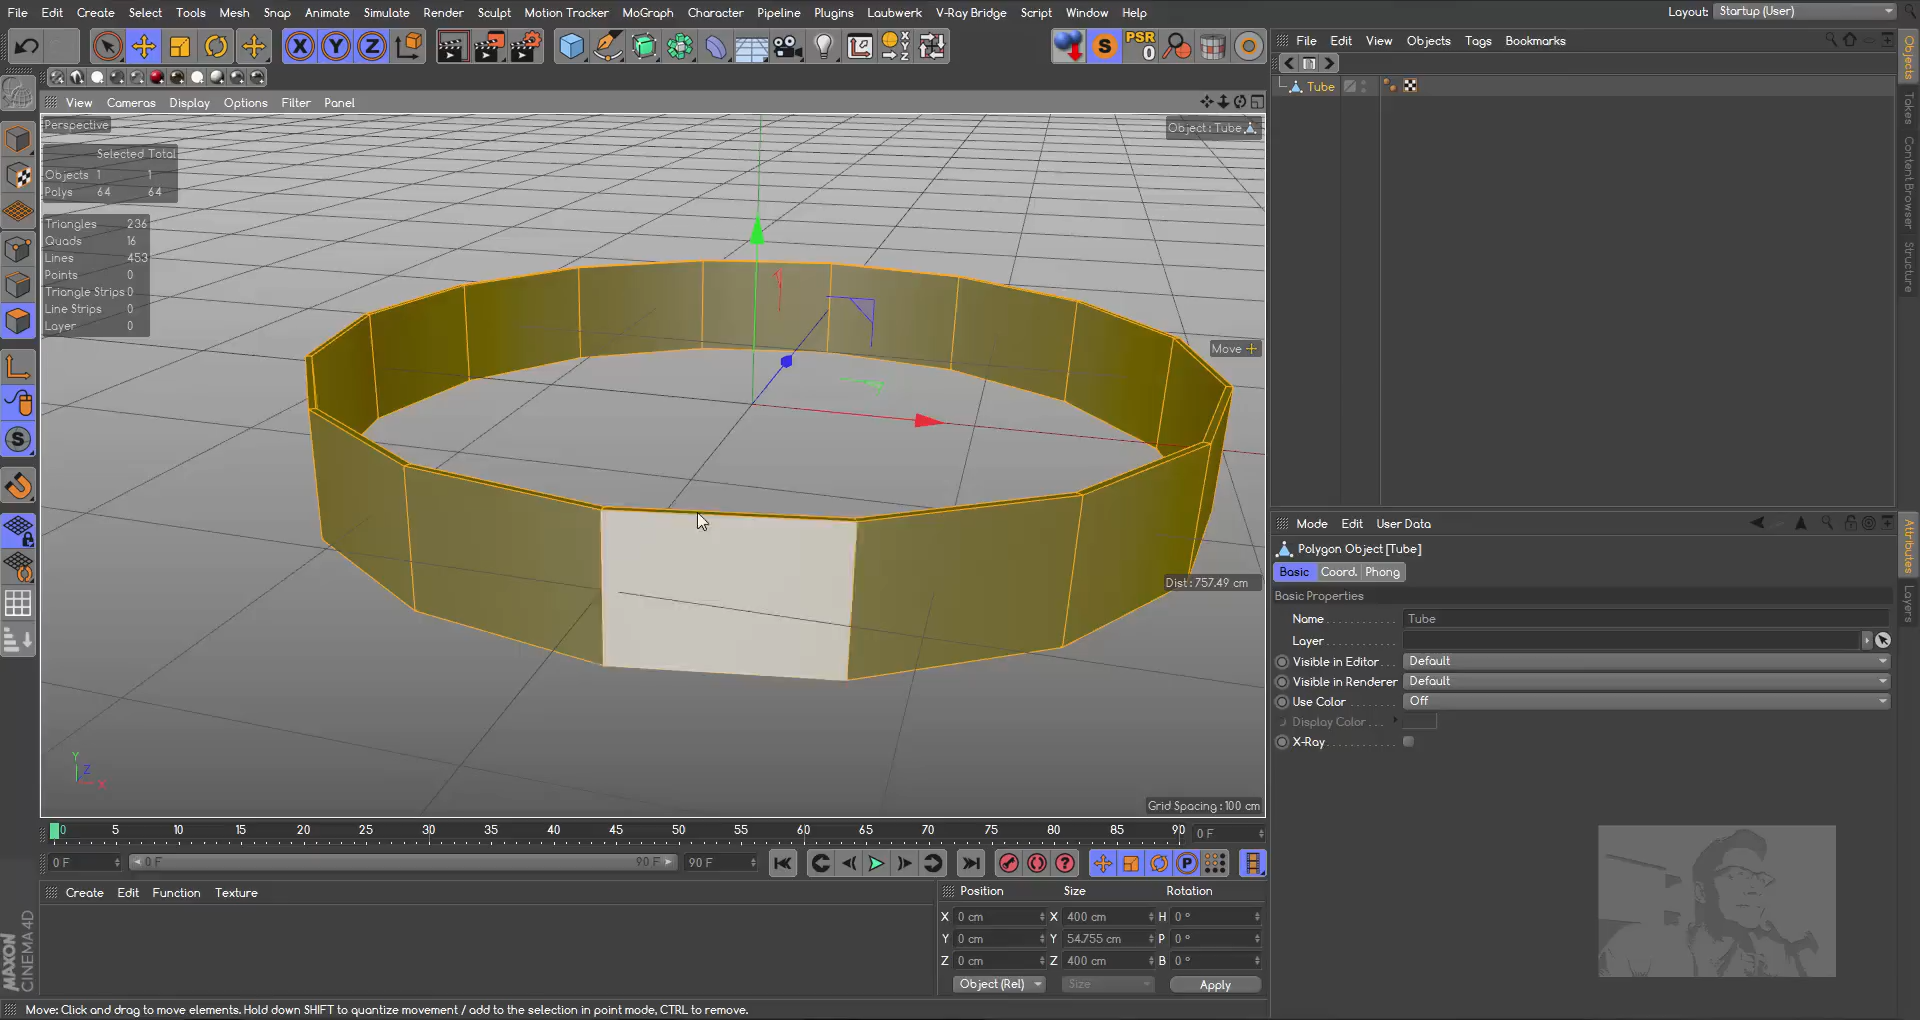 File Edit Create Select Tools Mesh Snap Animate Simulate Render Sculpt Motion Tracker MoGraph Character Pipeline Plugins Laubwerk V-Ray Bridge Script Window Help
Layout: Startup (User)
X Y Z
S PSR 0
File Edit View Objects Tags Bookmarks
View Cameras Display Options Filter Panel
Tube
Perspective
Object : Tube
Selected Total
Objects 1 1
Polys 64 64
Triangles 236
Quads 16
Lines 453
Points 0
Triangle Strips 0
Line Strips 0
Layer 0
Move
Dist : 757.49 cm
Grid Spacing : 100 cm
Y
Z
X
S
Objects
Takes
Content Browser
Structure
Mode Edit User Data
Polygon Object [Tube]
Basic Coord. Phong
Basic Properties
Name Tube
Layer
Visible in Editor Default
Visible in Renderer Default
Use Color Off
Display Color
X-Ray
Attributes
Layers
0 5 10 15 20 25 30 35 40 45 50 55 60 65 70 75 80 85 90 0 F
0 F 0 F 90 F 90 F
? P
Create Edit Function Texture
Position Size Rotation
X 0 cm X 400 cm H 0 °
Y 0 cm Y 54.755 cm P 0 °
Z 0 cm Z 400 cm B 0 °
Object (Rel) Size Apply
MAXON
CINEMA 4D
Move: Click and drag to move elements. Hold down SHIFT to quantize movement / add to the selection in point mode, CTRL to remove.